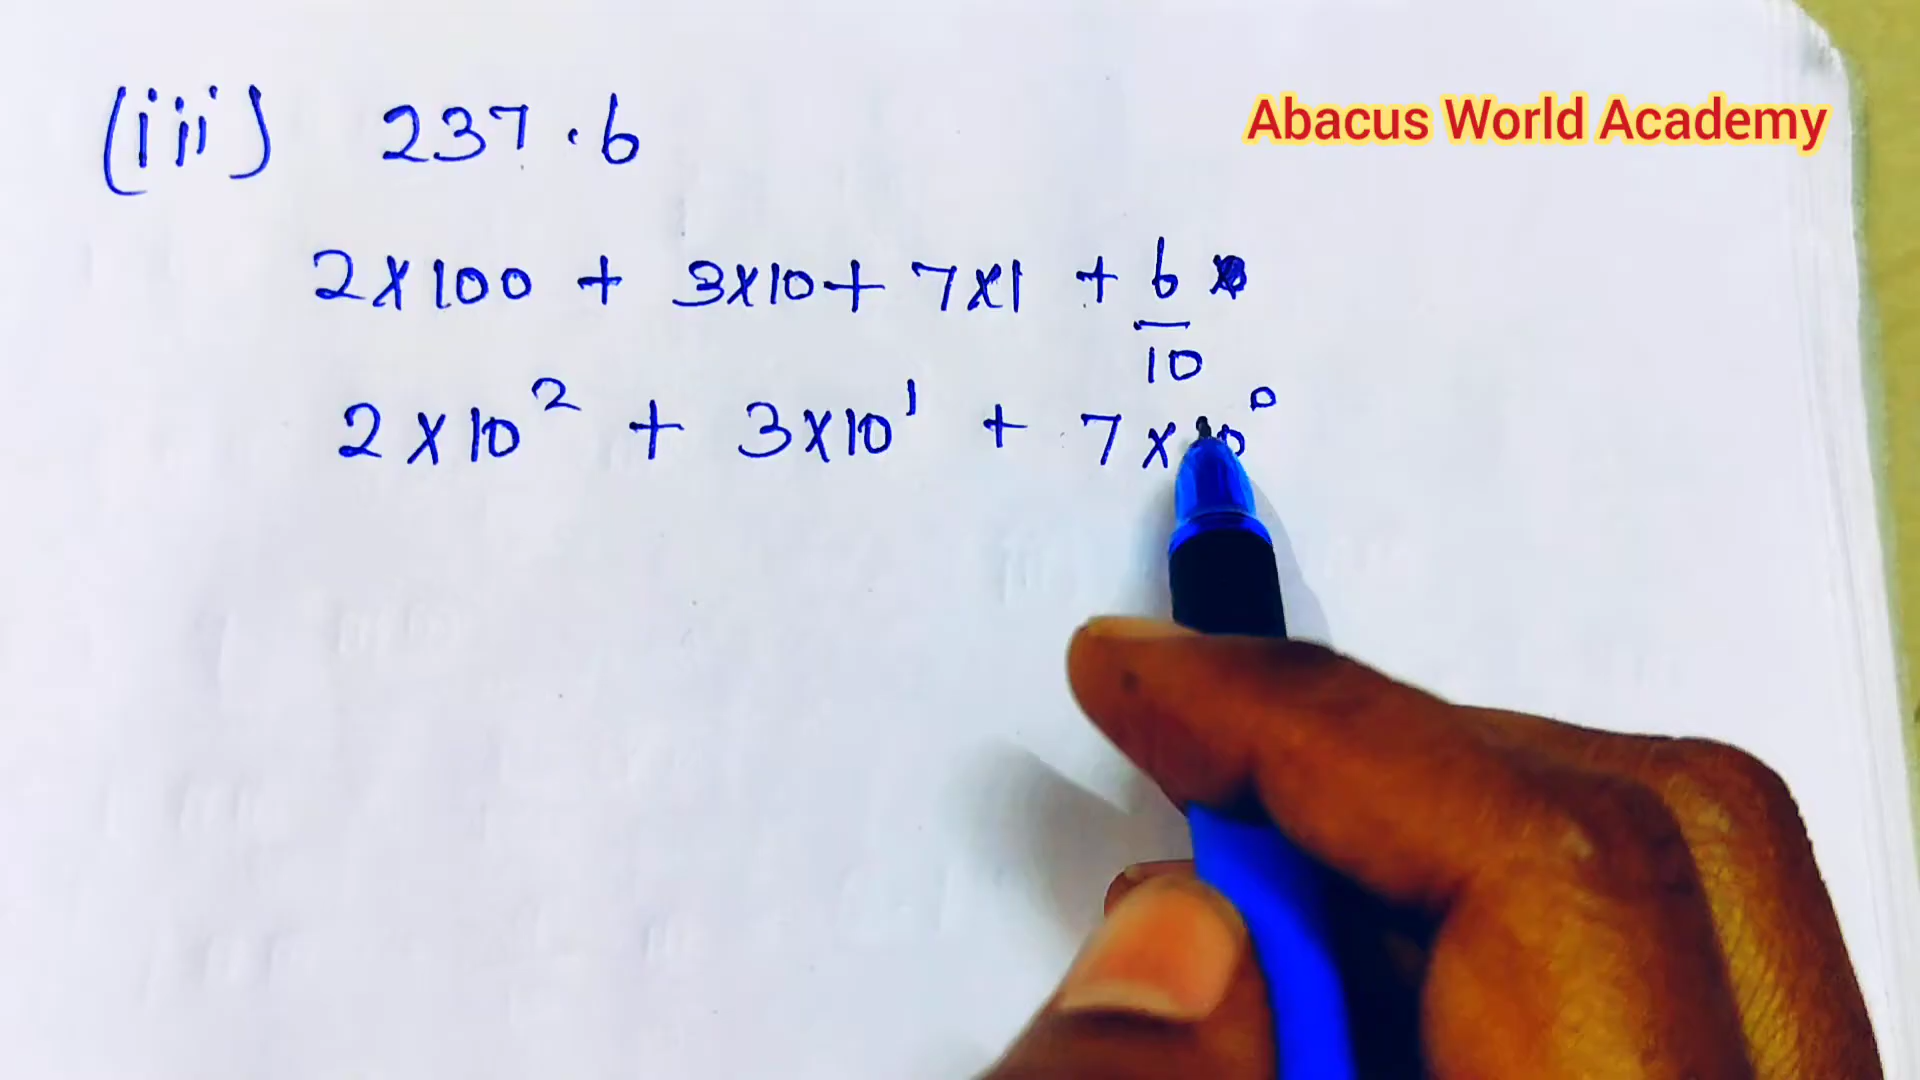 (iii) 237.6
Abacus World Academy
2×100 + 3×10 + 7×1 + 6/10
2×10² + 3×10¹ + 7×10⁰